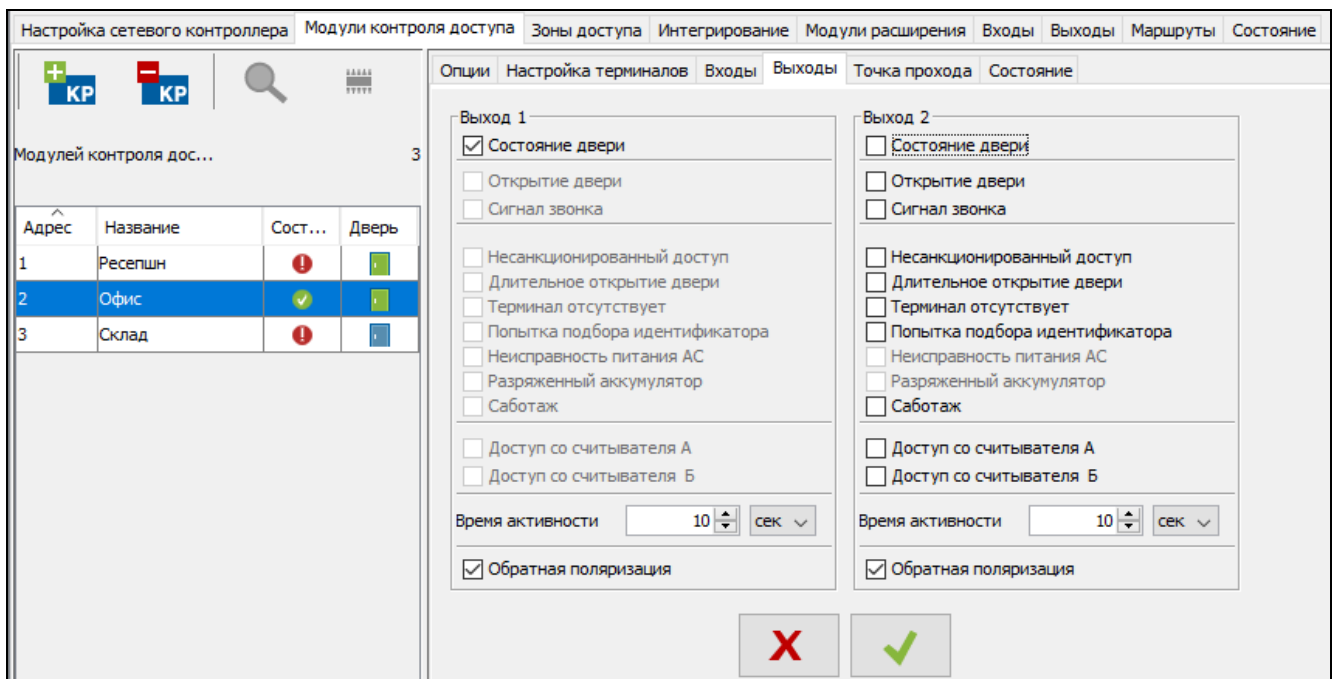 Настройка сетевого контроллера Модули контроля доступа Зоны доступа Интегрирование Модули расширения Входы Выходы Маршруты Состояние
КР КР
Модулей контроля дос... 3
Адрес Название Сост... Дверь
1 Ресепшн
2 Офис
3 Склад
Опции Настройка терминалов Входы Выходы Точка прохода Состояние
Выход 1
Состояние двери
Открытие двери
Сигнал звонка
Несанкционированный доступ
Длительное открытие двери
Терминал отсутствует
Попытка подбора идентификатора
Неисправность питания АС
Разряженный аккумулятор
Саботаж
Доступ со считывателя А
Доступ со считывателя Б
Время активности 10 сек
Обратная поляризация
Выход 2
Состояние двери
Открытие двери
Сигнал звонка
Несанкционированный доступ
Длительное открытие двери
Терминал отсутствует
Попытка подбора идентификатора
Неисправность питания АС
Разряженный аккумулятор
Саботаж
Доступ со считывателя А
Доступ со считывателя Б
Время активности 10 сек
Обратная поляризация